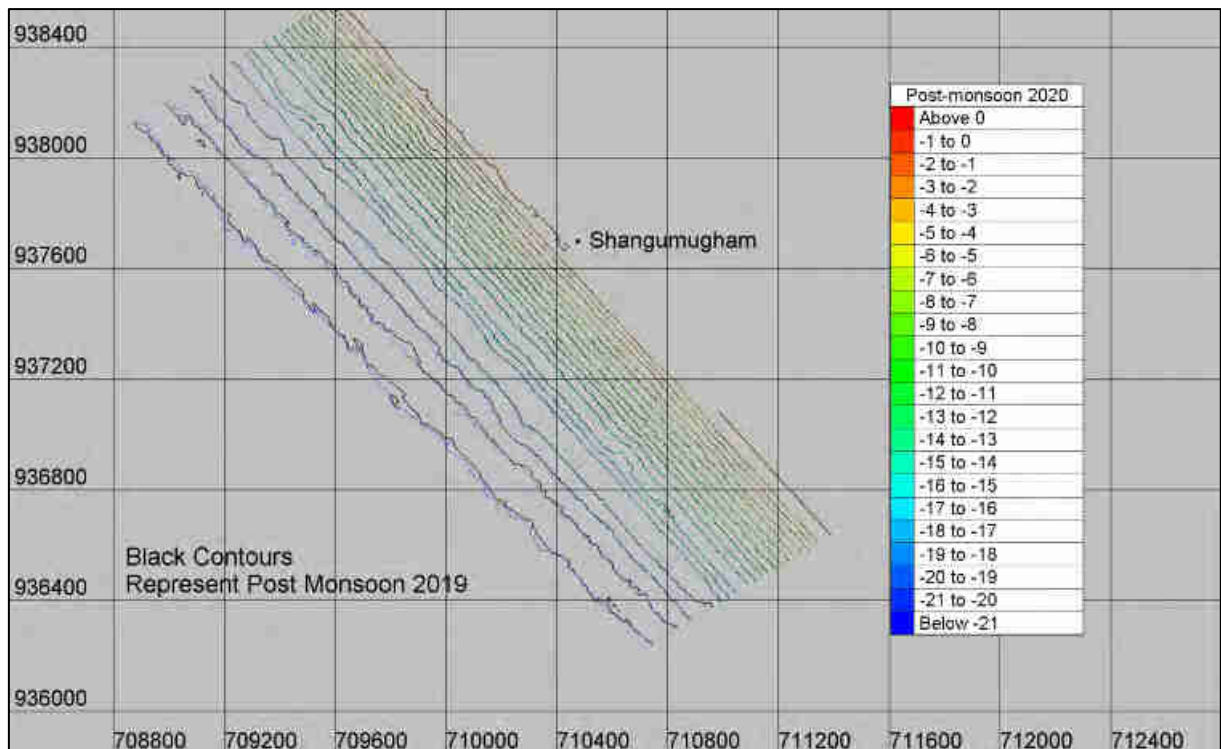 938400
938000
937600
937200
936800
936400
936000
Shangumugham
Black Contours
Represent Post Monsoon 2019
Post-monsoon 2020
Above 0
-1 to 0
-2 to -1
-3 to -2
-4 to -3
-5 to -4
-6 to -5
-7 to -6
-8 to -7
-9 to -8
-10 to -9
-11 to -10
-12 to -11
-13 to -12
-14 to -13
-15 to -14
-16 to -15
-17 to -16
-18 to -17
-19 to -18
-20 to -19
-21 to -20
Below -21
708800 709200 709600 710000 710400 710800 711200 711600 712000 712400